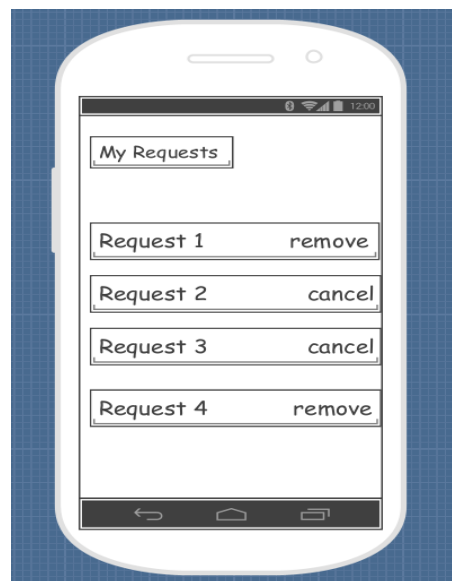 12:00
My Requests
Request 1 remove
Request 2 cancel
Request 3 cancel
Request 4 remove